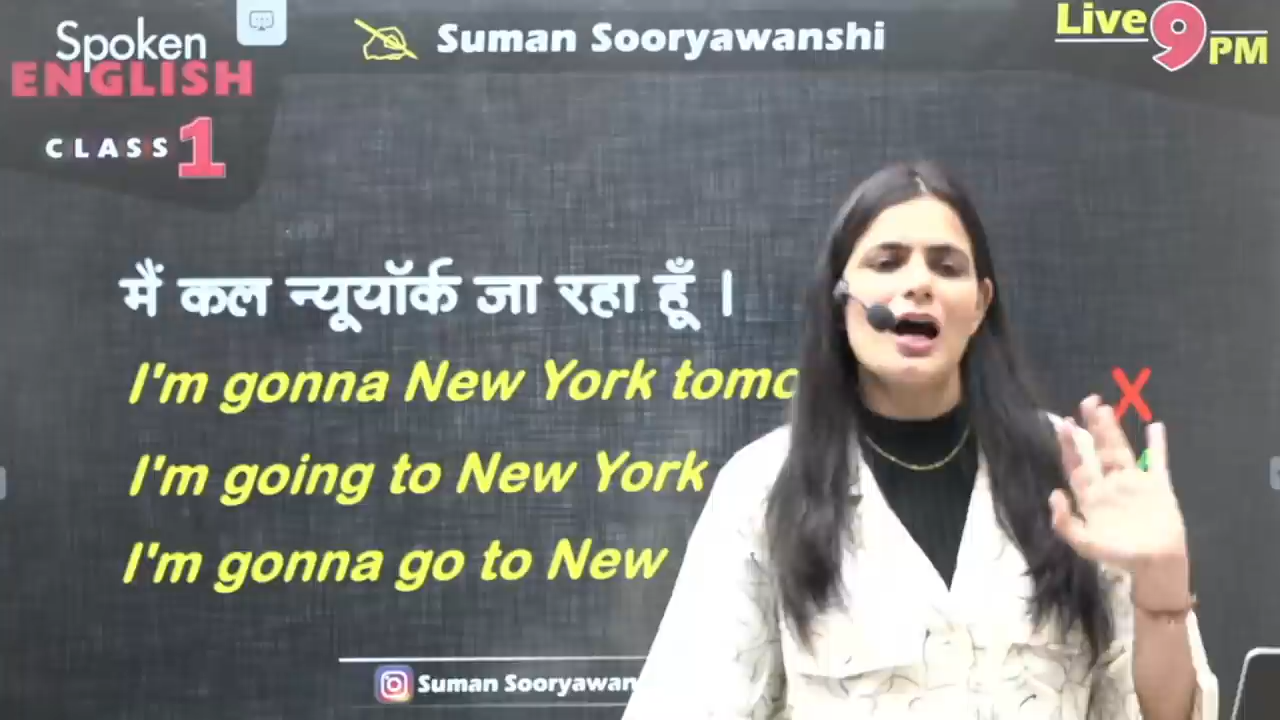 Spoken
ENGLISH
CLASS 1
Suman Sooryawanshi
Live 9 PM
मैं कल न्यूयॉर्क जा रहा हूँ ।
I'm gonna New York
I'm going to New York
I'm gonna go to New
Suman